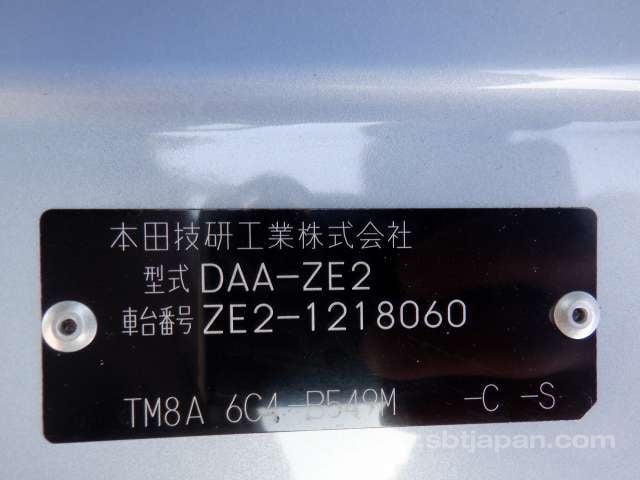 本田技研工業株式会社
型式 DAA-ZE2
車台番号 ZE2-1218060
TM8A 6C4-B549M -C -S
sbtjapan.com